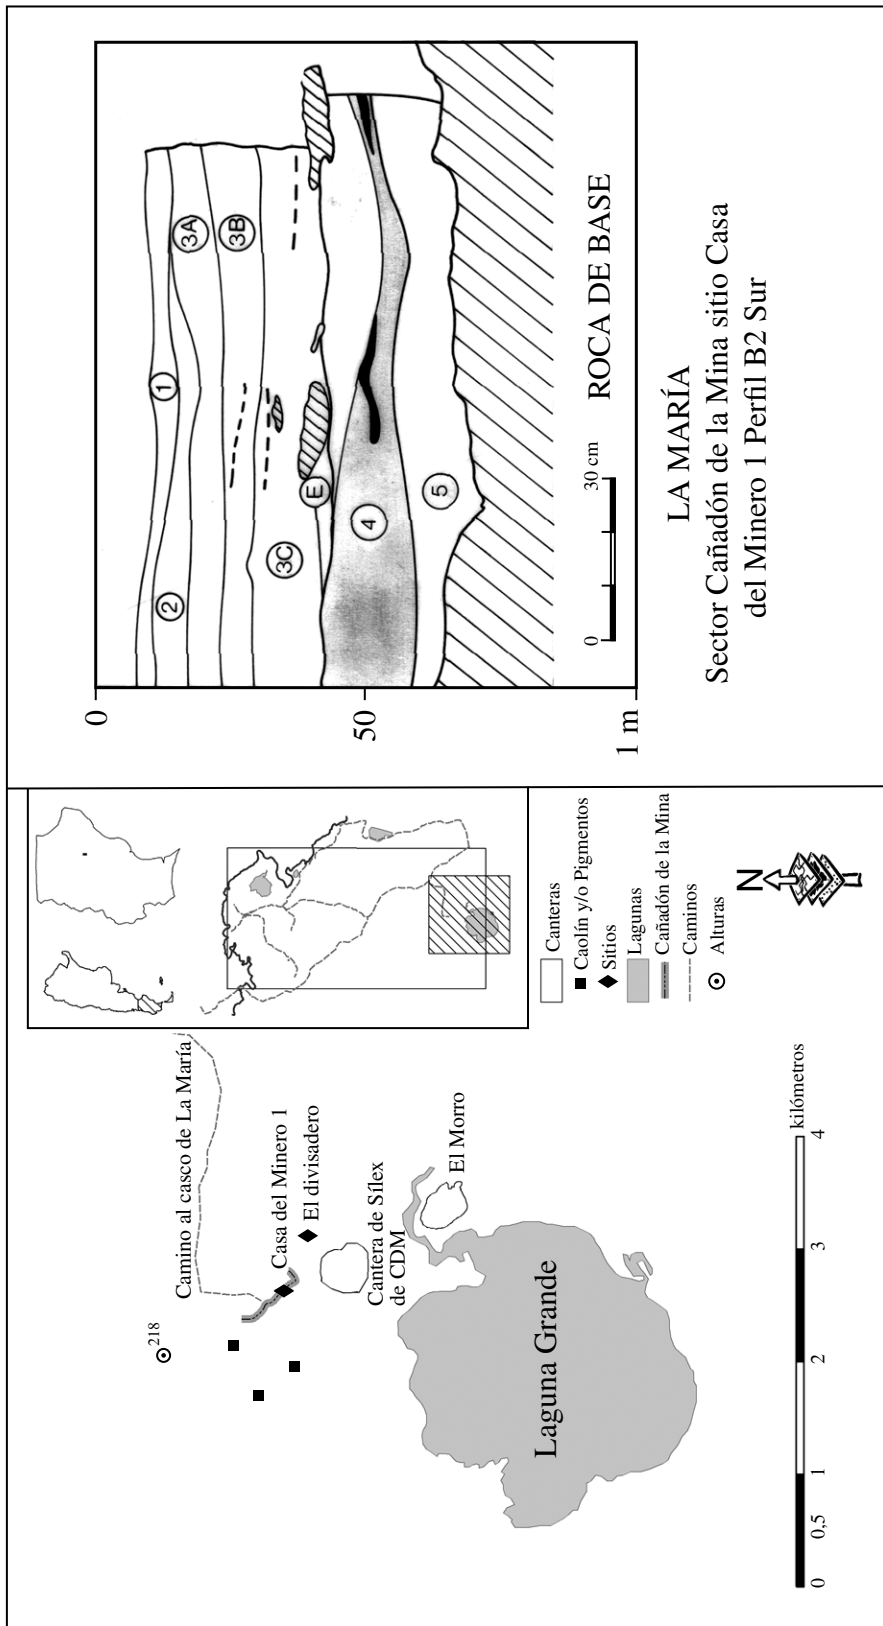 218
Camino al casco de La María
Casa del Minero 1
El divisadero
Cantera de Sílex
de CDM
El Morro
Laguna Grande
0
0,5
1
2
3
4
kilómetros
Canteras
Caolín y/o Pigmentos
Sitios
Lagunas
Cañadón de la Mina
Caminos
Alturas
N
0
50
1 m
1
2
3A
3B
3C
E
4
5
0
30 cm
ROCA DE BASE
LA MARÍA
Sector Cañadón de la Mina sitio Casa
del Minero 1 Perfil B2 Sur